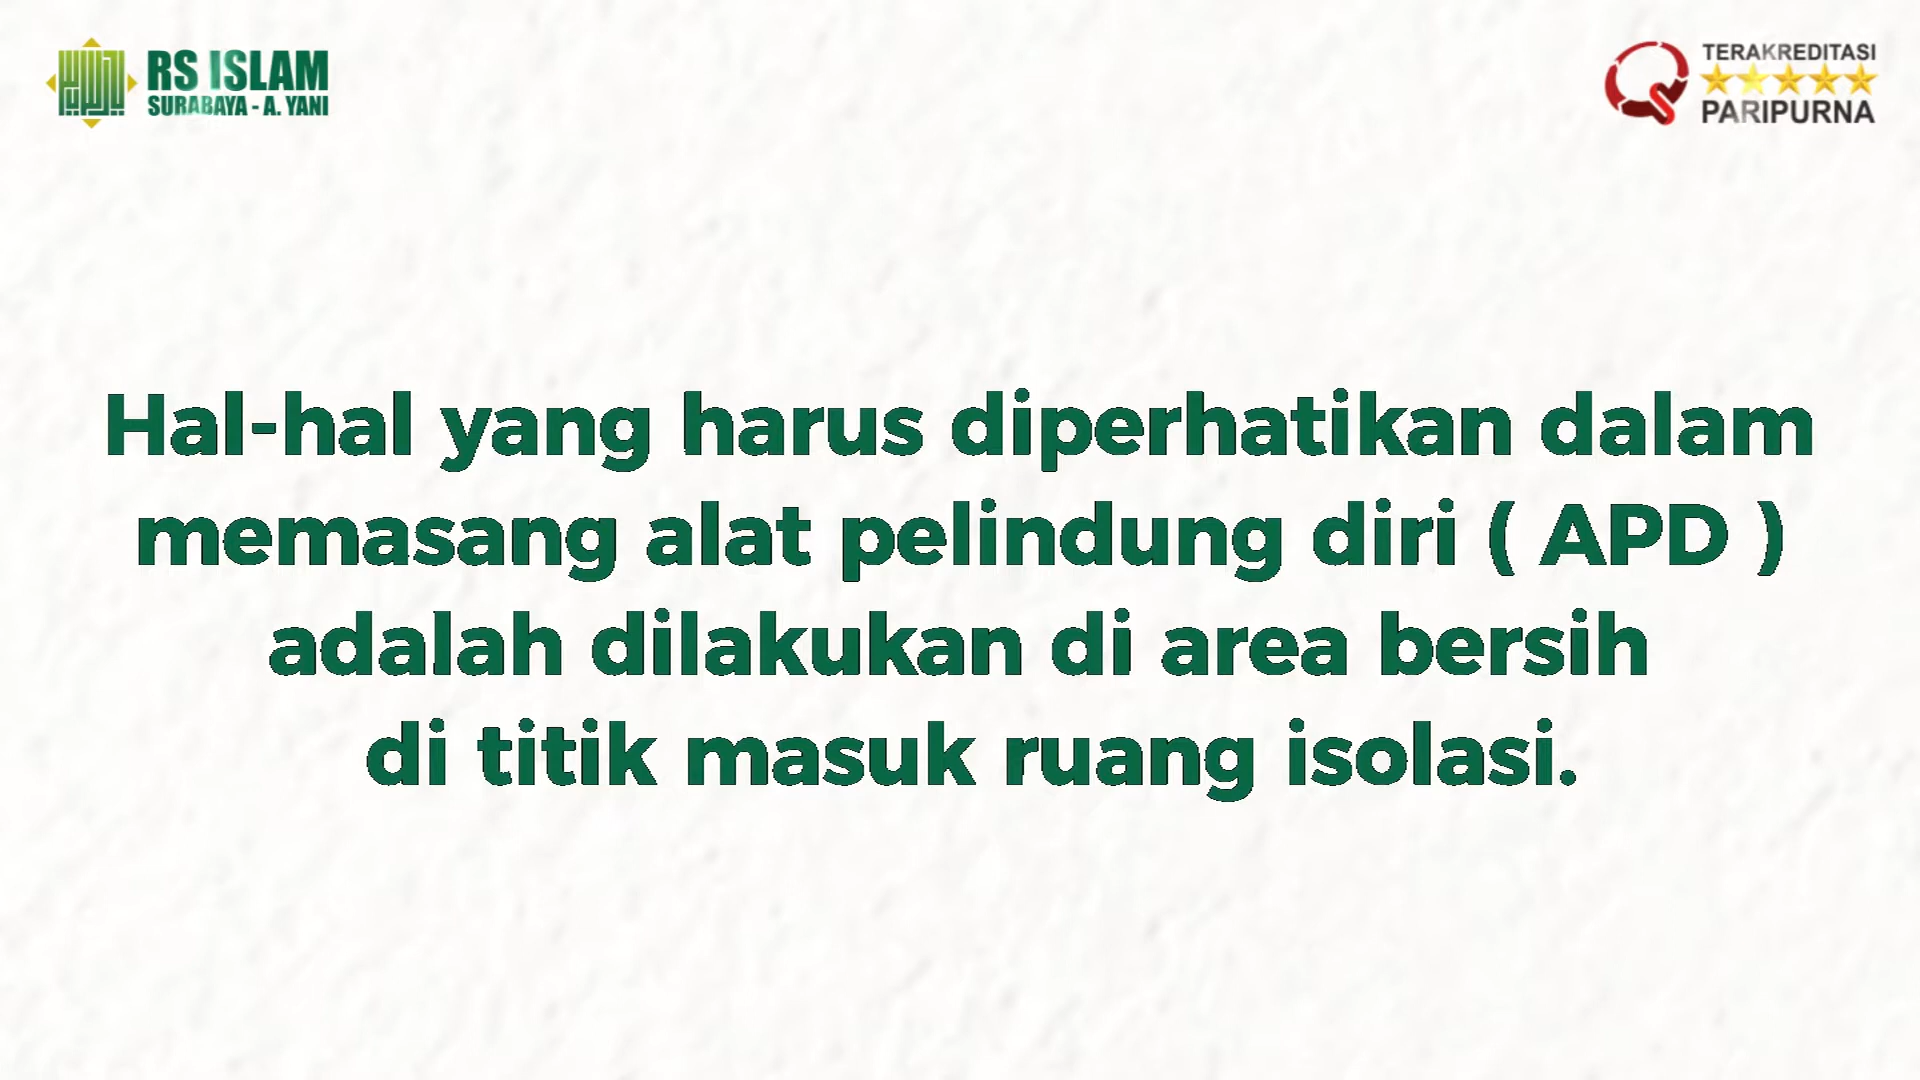 RS ISLAM
SURABAYA - A. YANI
TERAKREDITASI
PARIPURNA
Hal-hal yang harus diperhatikan dalam
memasang alat pelindung diri ( APD )
adalah dilakukan di area bersih
di titik masuk ruang isolasi.